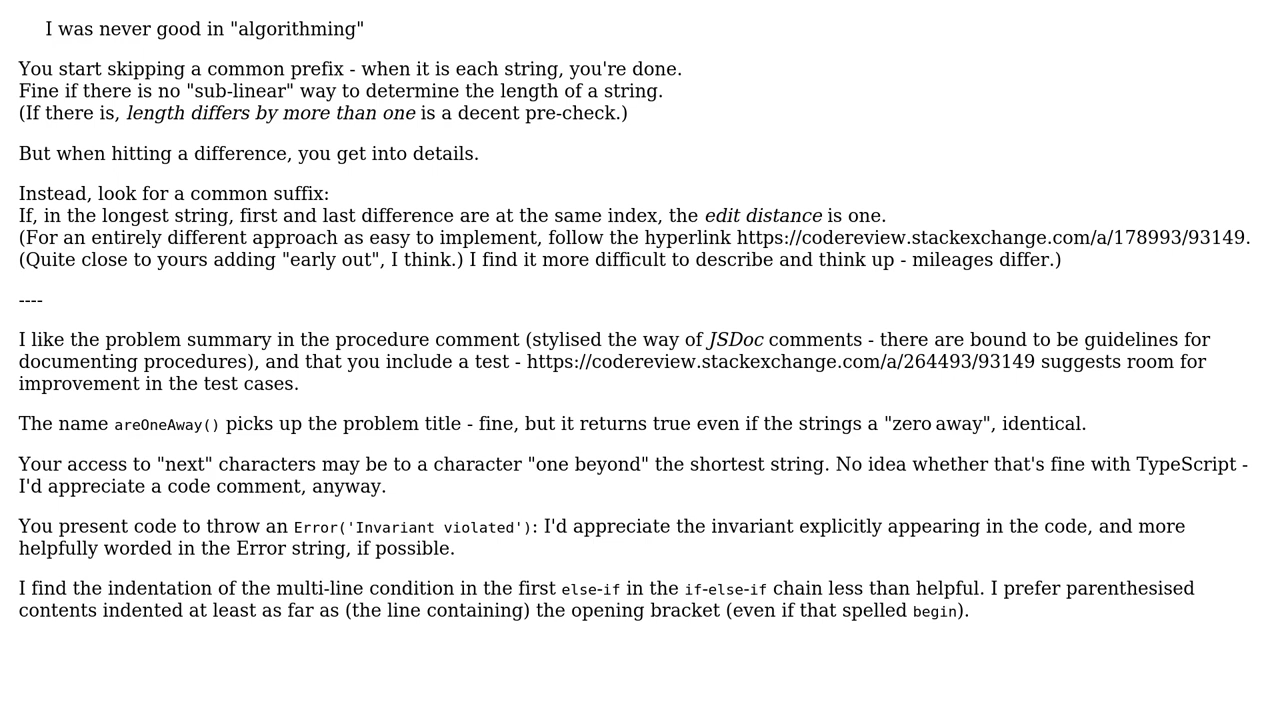 I was never good in "algorithming"
You start skipping a common prefix - when it is each string, you're done.
Fine if there is no "sub-linear" way to determine the length of a string.
(If there is, length differs by more than one is a decent pre-check.)
But when hitting a difference, you get into details.
Instead, look for a common suffix:
If, in the longest string, first and last difference are at the same index, the edit distance is one.
(For an entirely different approach as easy to implement, follow the hyperlink https://codereview.stackexchange.com/a/178993/93149.
(Quite close to yours adding "early out", I think.) I find it more difficult to describe and think up - mileages differ.)
----
I like the problem summary in the procedure comment (stylised the way of JSDoc comments - there are bound to be guidelines for
documenting procedures), and that you include a test - https://codereview.stackexchange.com/a/264493/93149 suggests room for
improvement in the test cases.
The name areOneAway() picks up the problem title - fine, but it returns true even if the strings a "zero away", identical.
Your access to "next" characters may be to a character "one beyond" the shortest string. No idea whether that's fine with TypeScript -
I'd appreciate a code comment, anyway.
You present code to throw an Error('Invariant violated'): I'd appreciate the invariant explicitly appearing in the code, and more
helpfully worded in the Error string, if possible.
I find the indentation of the multi-line condition in the first else-if in the if-else-if chain less than helpful. I prefer parenthesised
contents indented at least as far as (the line containing) the opening bracket (even if that spelled begin).